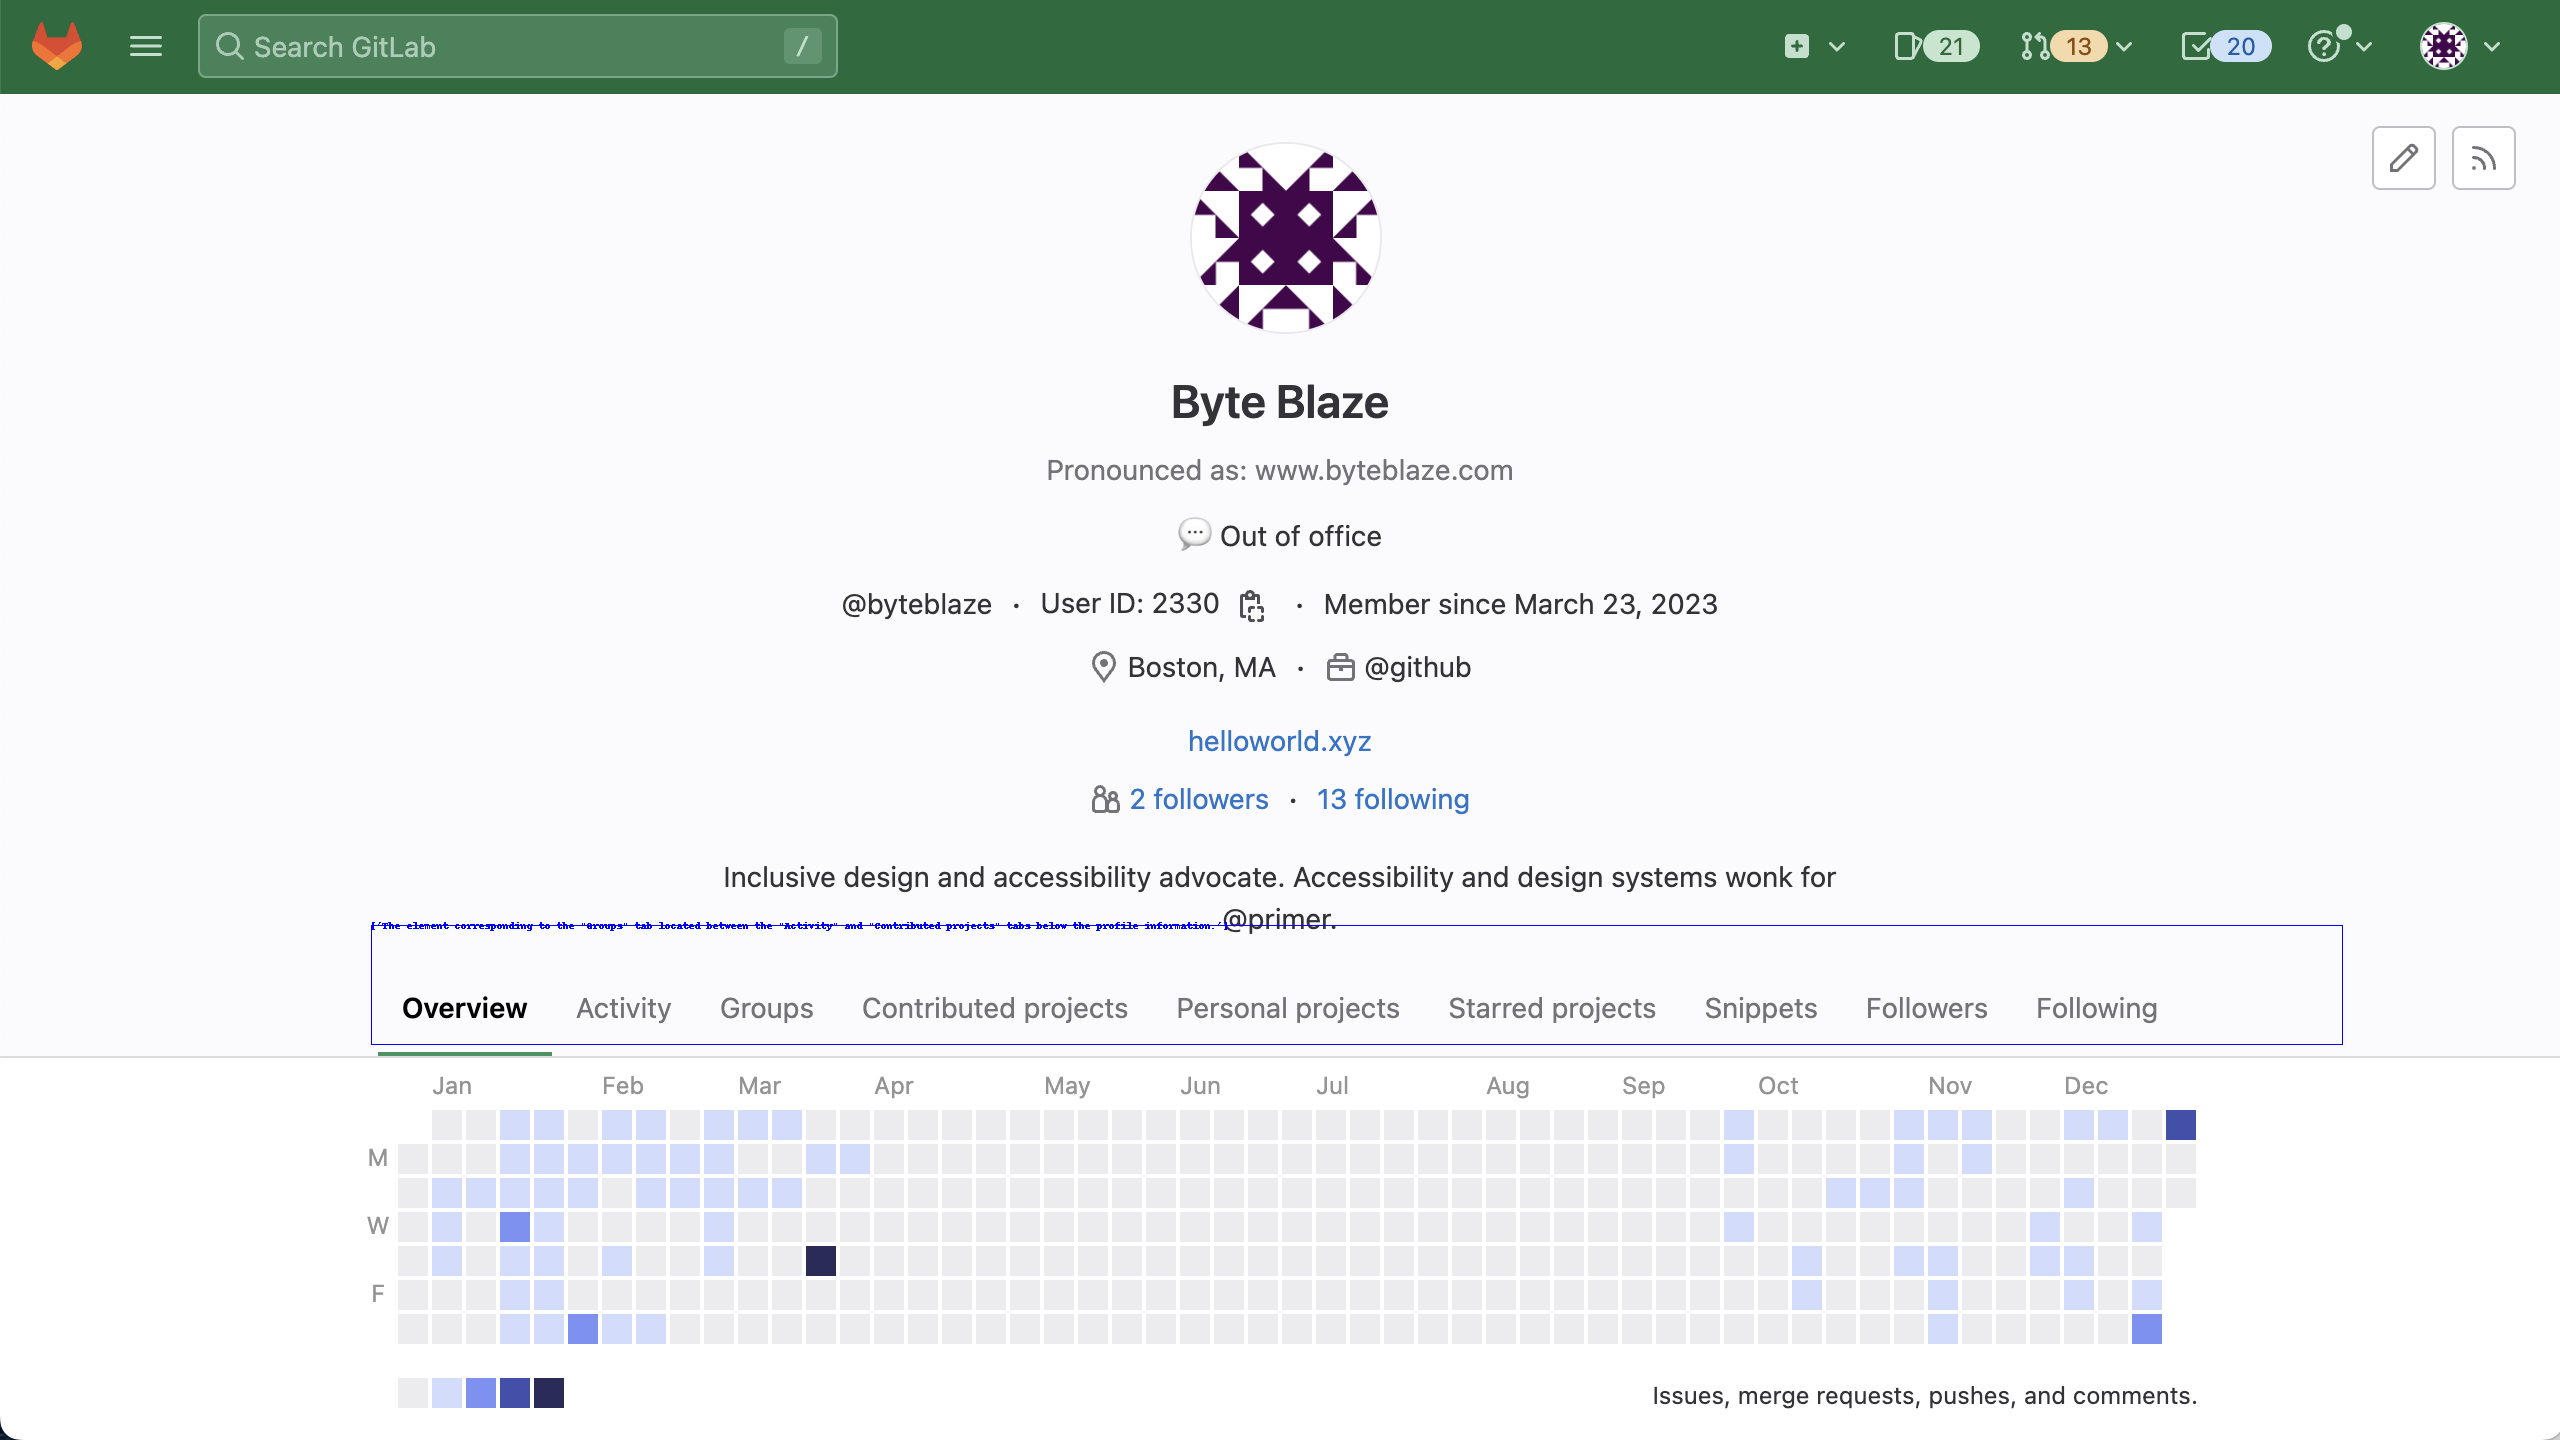 Search GitLab /
21
13
20
Byte Blaze
Pronounced as: www.byteblaze.com
Out of office
@byteblaze · User ID: 2330 · Member since March 23, 2023
Boston, MA · @github
helloworld.xyz
2 followers · 13 following
Inclusive design and accessibility advocate. Accessibility and design systems wonk for
@primer.
['The element corresponding to the "Groups" tab located between the "Activity" and "Contributed projects" tabs below the profile information.']
Overview Activity Groups Contributed projects Personal projects Starred projects Snippets Followers Following
Jan Feb Mar Apr May Jun Jul Aug Sep Oct Nov Dec
M
W
F
Issues, merge requests, pushes, and comments.